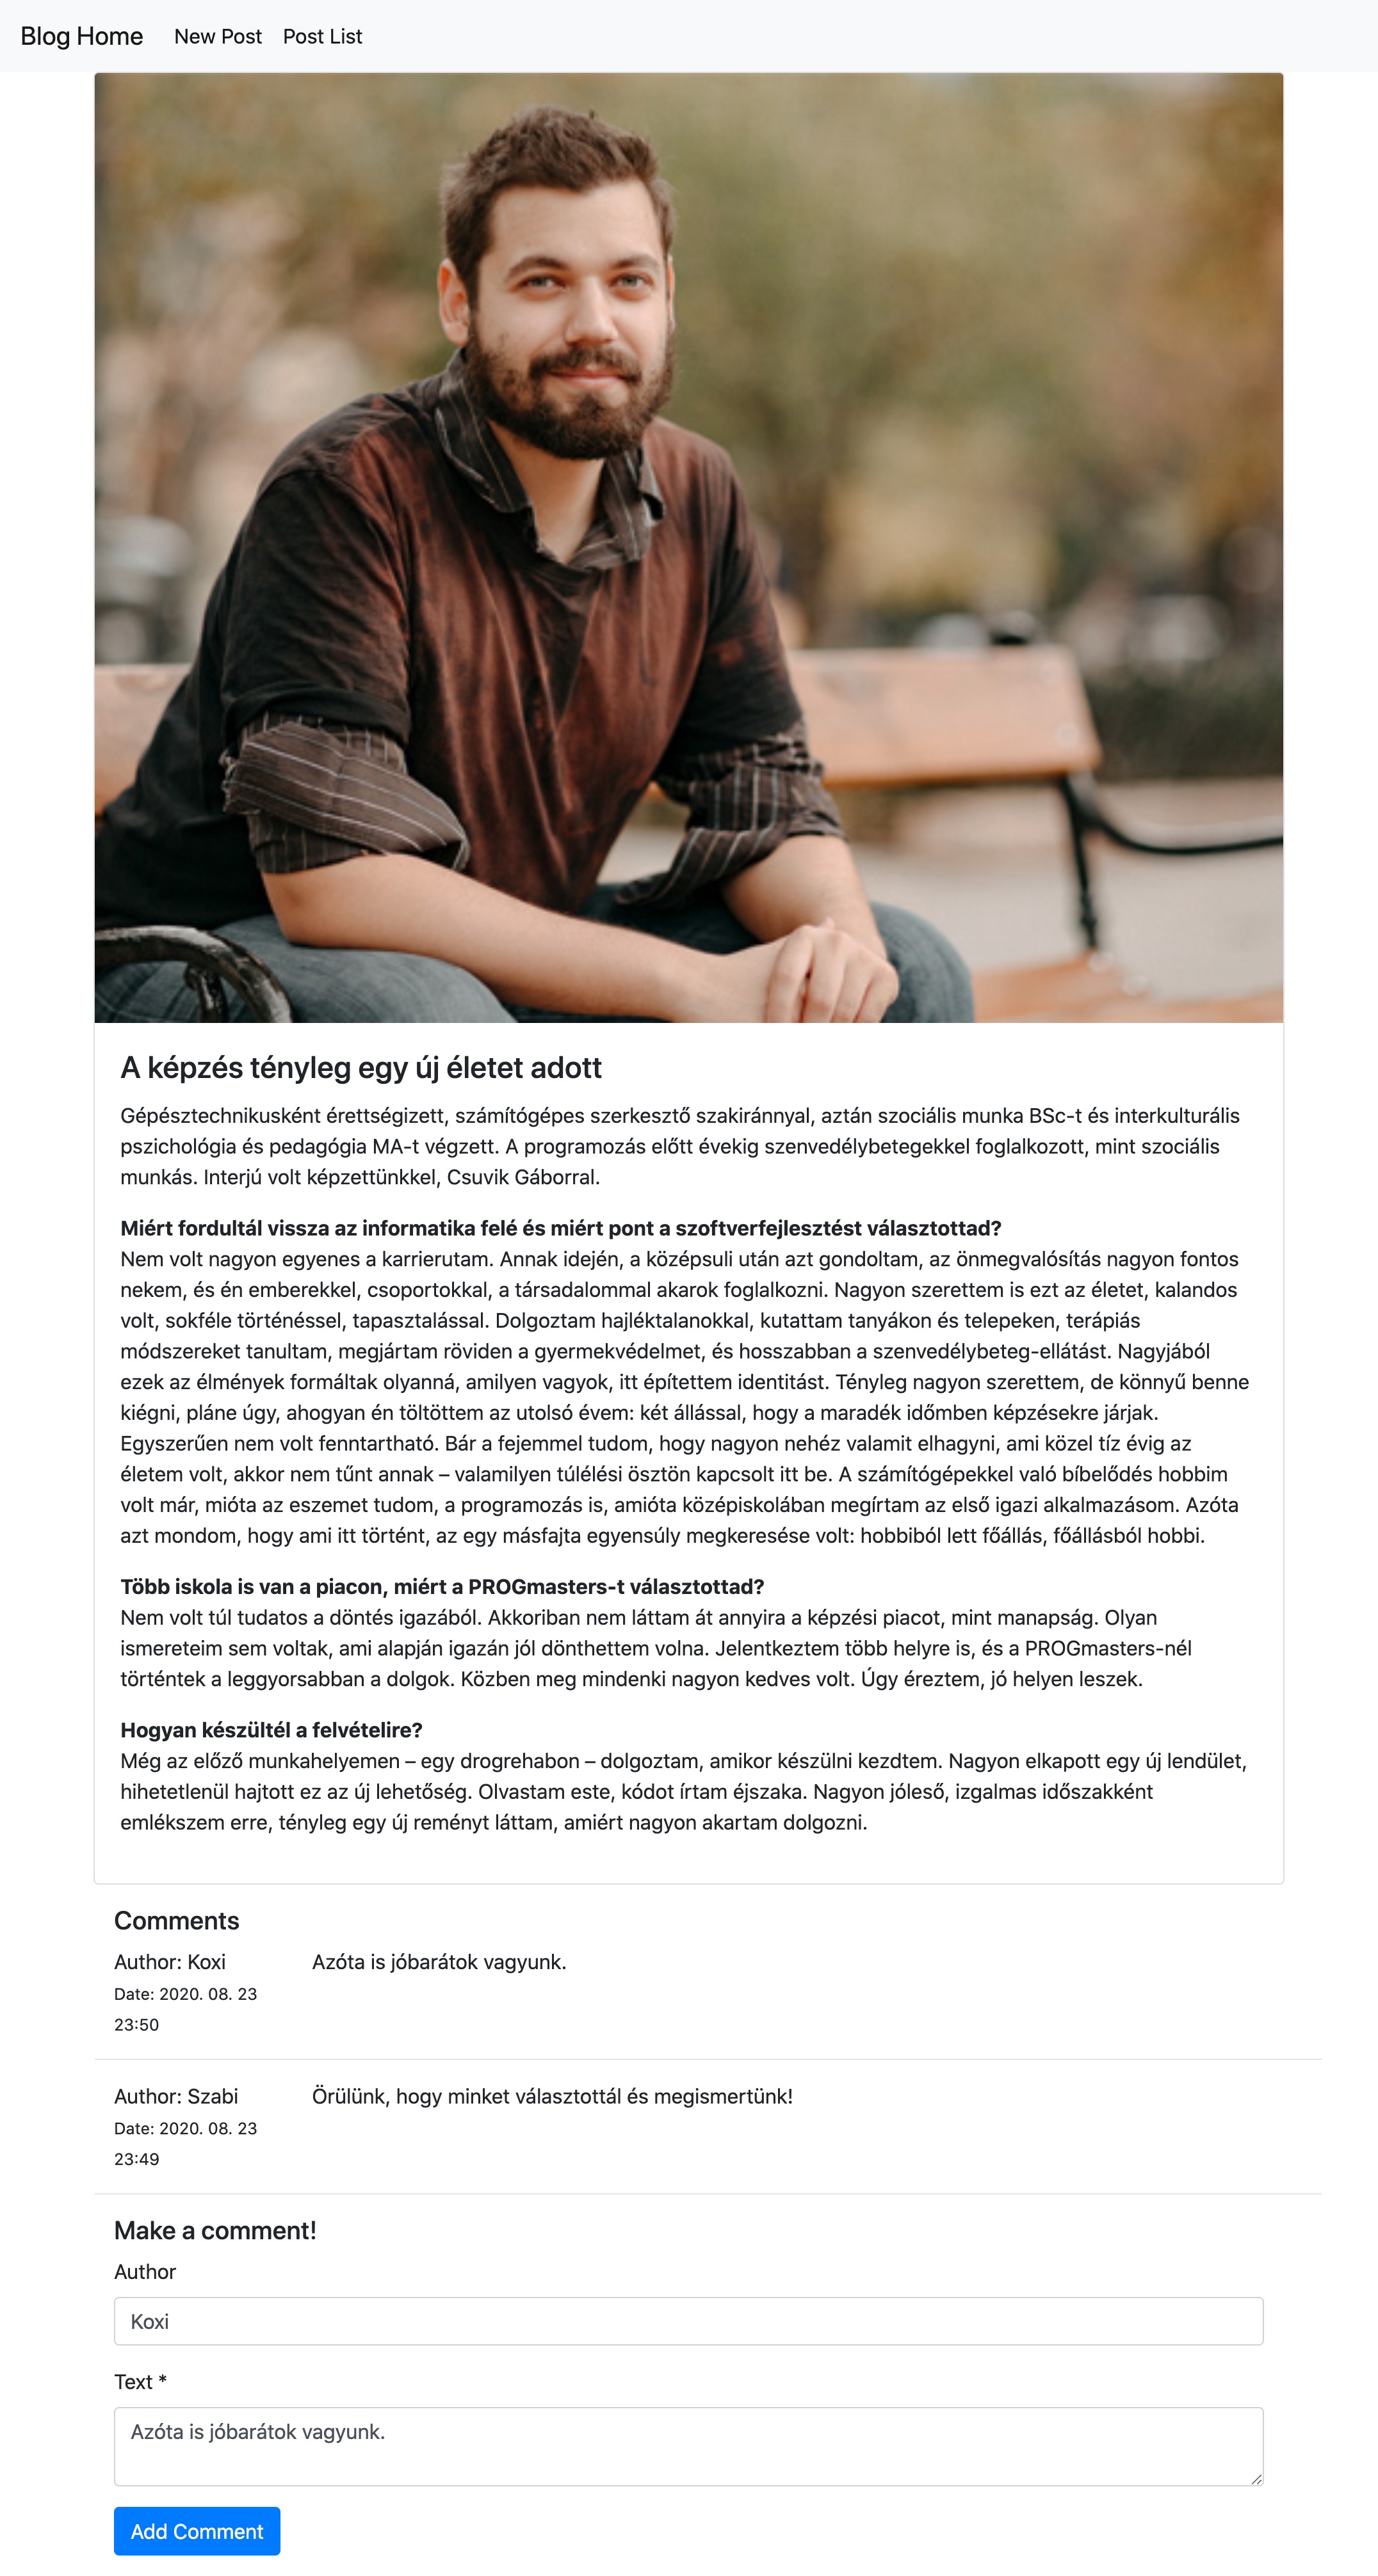 Blog Home New Post Post List
A képzés tényleg egy új életet adott
Gépésztechnikusként érettségizett, számítógépes szerkesztő szakiránnyal, aztán szociális munka BSc-t és interkulturális
pszichológia és pedagógia MA-t végzett. A programozás előtt évekig szenvedélybetegekkel foglalkozott, mint szociális
munkás. Interjú volt képzettünkkel, Csuvik Gáborral.
Miért fordultál vissza az informatika felé és miért pont a szoftverfejlesztést választottad?
Nem volt nagyon egyenes a karrierutam. Annak idején, a középsuli után azt gondoltam, az önmegvalósítás nagyon fontos
nekem, és én emberekkel, csoportokkal, a társadalommal akarok foglalkozni. Nagyon szerettem is ezt az életet, kalandos
volt, sokféle történéssel, tapasztalással. Dolgoztam hajléktalanokkal, kutattam tanyákon és telepeken, terápiás
módszereket tanultam, megjártam röviden a gyermekvédelmet, és hosszabban a szenvedélybeteg-ellátást. Nagyjából
ezek az élmények formáltak olyanná, amilyen vagyok, itt építettem identitást. Tényleg nagyon szerettem, de könnyű benne
kiégni, pláne úgy, ahogyan én töltöttem az utolsó évem: két állással, hogy a maradék időmben képzésekre járjak.
Egyszerűen nem volt fenntartható. Bár a fejemmel tudom, hogy nagyon nehéz valamit elhagyni, ami közel tíz évig az
életem volt, akkor nem tűnt annak – valamilyen túlélési ösztön kapcsolt itt be. A számítógépekkel való bíbelődés hobbim
volt már, mióta az eszemet tudom, a programozás is, amióta középiskolában megírtam az első igazi alkalmazásom. Azóta
azt mondom, hogy ami itt történt, az egy másfajta egyensúly megkeresése volt: hobbiból lett főállás, főállásból hobbi.
Több iskola is van a piacon, miért a PROGmasters-t választottad?
Nem volt túl tudatos a döntés igazából. Akkoriban nem láttam át annyira a képzési piacot, mint manapság. Olyan
ismereteim sem voltak, ami alapján igazán jól dönthettem volna. Jelentkeztem több helyre is, és a PROGmasters-nél
történtek a leggyorsabban a dolgok. Közben meg mindenki nagyon kedves volt. Úgy éreztem, jó helyen leszek.
Hogyan készültél a felvételire?
Még az előző munkahelyemen – egy drogrehabon – dolgoztam, amikor készülni kezdtem. Nagyon elkapott egy új lendület,
hihetetlenül hajtott ez az új lehetőség. Olvastam este, kódot írtam éjszaka. Nagyon jóleső, izgalmas időszakként
emlékszem erre, tényleg egy új reményt láttam, amiért nagyon akartam dolgozni.
Comments
Author: Koxi Azóta is jóbarátok vagyunk.
Date: 2020. 08. 23
23:50
Author: Szabi Örülünk, hogy minket választottál és megismertünk!
Date: 2020. 08. 23
23:49
Make a comment!
Author
Koxi
Text *
Azóta is jóbarátok vagyunk.
Add Comment